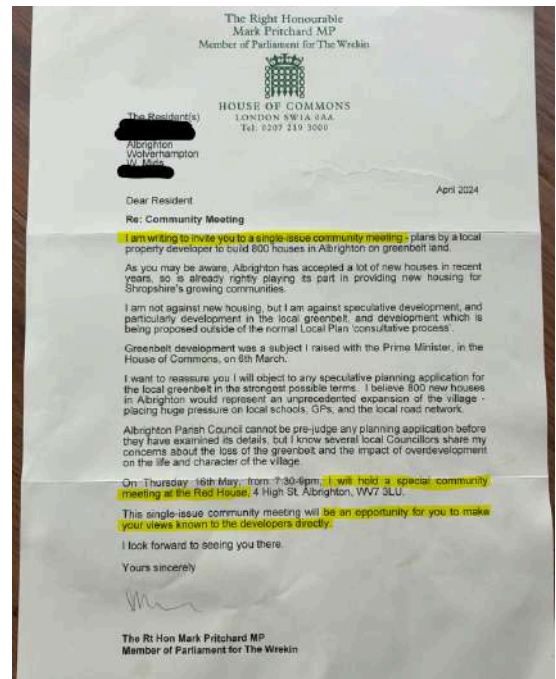 The Right Honourable
Mark Pritchard MP
Member of Parliament for The Wrekin
HOUSE OF COMMONS
LONDON SW1A 0AA
Tel: 0207 219 3000
The Resident(s)
Albrighton
Wolverhampton
W. Mids
April 2024
Dear Resident
Re: Community Meeting
I am writing to invite you to a single-issue community meeting - plans by a local
property developer to build 800 houses in Albrighton on greenbelt land.
As you may be aware, Albrighton has accepted a lot of new houses in recent
years, so is already rightly playing its part in providing new housing for
Shropshire's growing communities.
I am not against new housing, but I am against speculative development, and
particularly development in the local greenbelt, and development which is
being proposed outside of the normal Local Plan 'consultative process'.
Greenbelt development was a subject I raised with the Prime Minister, in the
House of Commons, on 6th March.
I want to reassure you I will object to any speculative planning application for
the local greenbelt in the strongest possible terms. I believe 800 new houses
in Albrighton would represent an unprecedented expansion of the village -
placing huge pressure on local schools, GPs, and the local road network.
Albrighton Parish Council cannot be pre-judge any planning application before
they have examined its details, but I know several local Councillors share my
concerns about the loss of the greenbelt and the impact of overdevelopment
on the life and character of the village.
On Thursday 16th May, from 7:30-9pm, I will hold a special community
meeting at the Red House, 4 High St. Albrighton, WV7 3LU.
This single-issue community meeting will be an opportunity for you to make
your views known to the developers directly.
I look forward to seeing you there.
Yours sincerely
The Rt Hon Mark Pritchard MP
Member of Parliament for The Wrekin